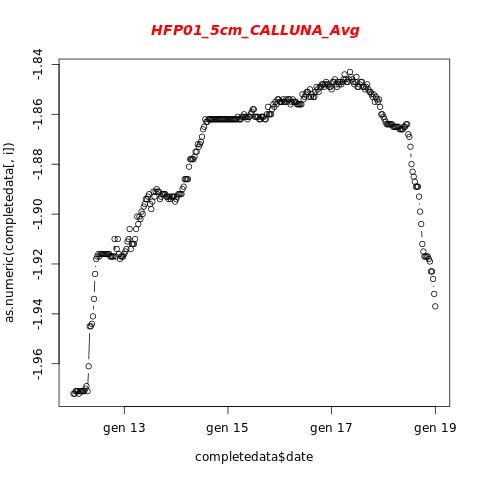 HFP01_5cm_CALLUNA_Avg
as.numeric(completedata[, i])
-1.84
-1.86
-1.88
-1.90
-1.92
-1.94
-1.96
gen 13
gen 15
gen 17
gen 19
completedata$date